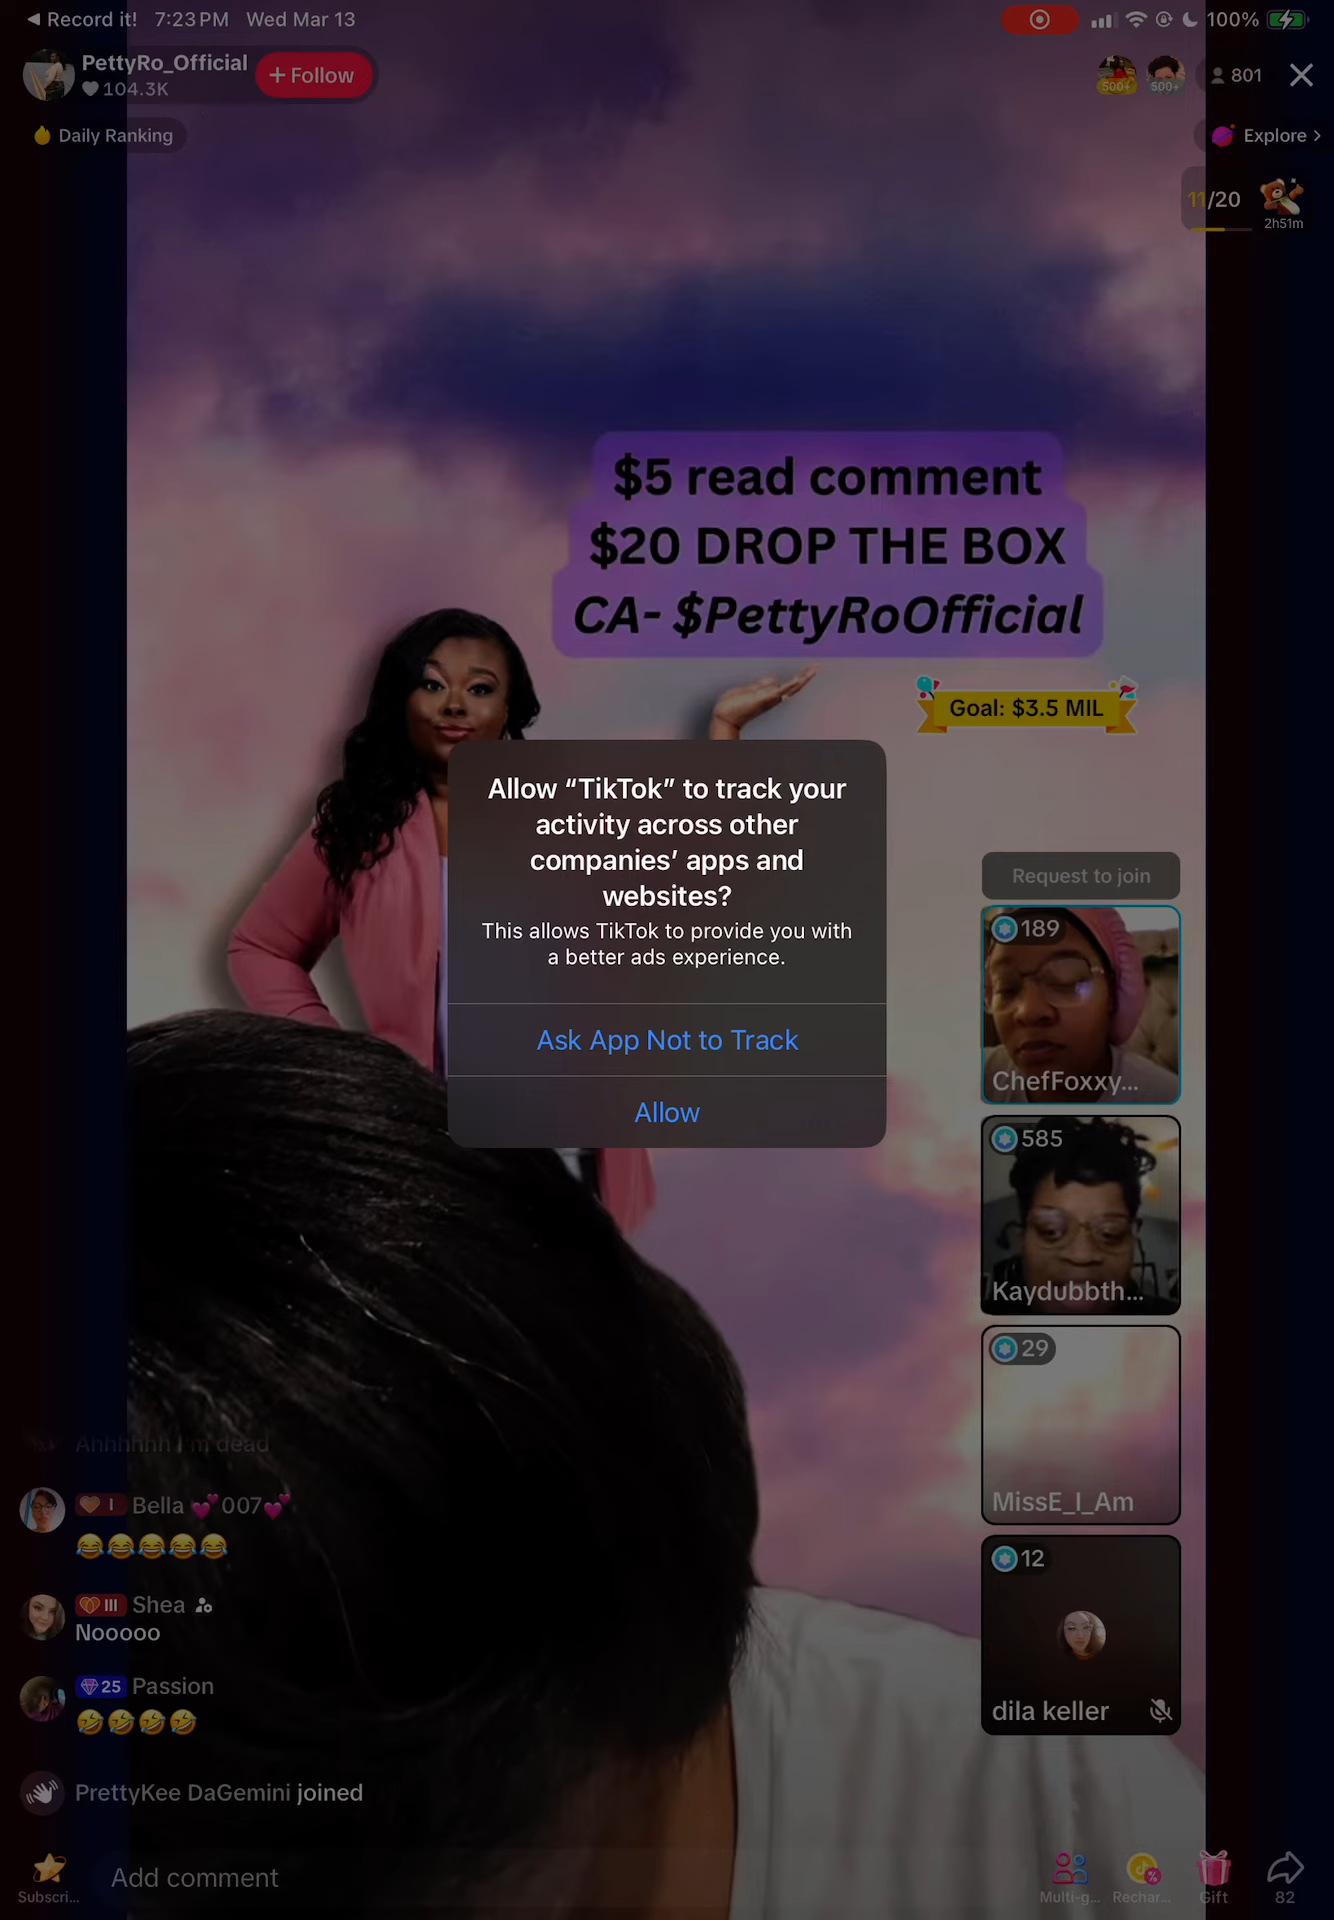 Record it! 7:23 PM Wed Mar 13 100%
PettyRo_Official
104.3K
+ Follow
500+ 500+ 801
Daily Ranking
Explore >
11/20
2h51m
$5 read comment
$20 DROP THE BOX
CA- $PettyRoOfficial
Goal: $3.5 MIL
Allow “TikTok” to track your
activity across other
companies’ apps and
websites?
This allows TikTok to provide you with
a better ads experience.
Ask App Not to Track
Allow
Request to join
189
ChefFoxxy...
585
Kaydubbth...
29
MissE_I_Am
12
dila keller
Ahhhhhh I'm dead
I Bella 💕007💕
😂😂😂😂😂
III Shea
Nooooo
25 Passion
🤣🤣🤣🤣
PrettyKee DaGemini joined
Subscri...
Add comment
Multi-g...
Rechar...
Gift
82